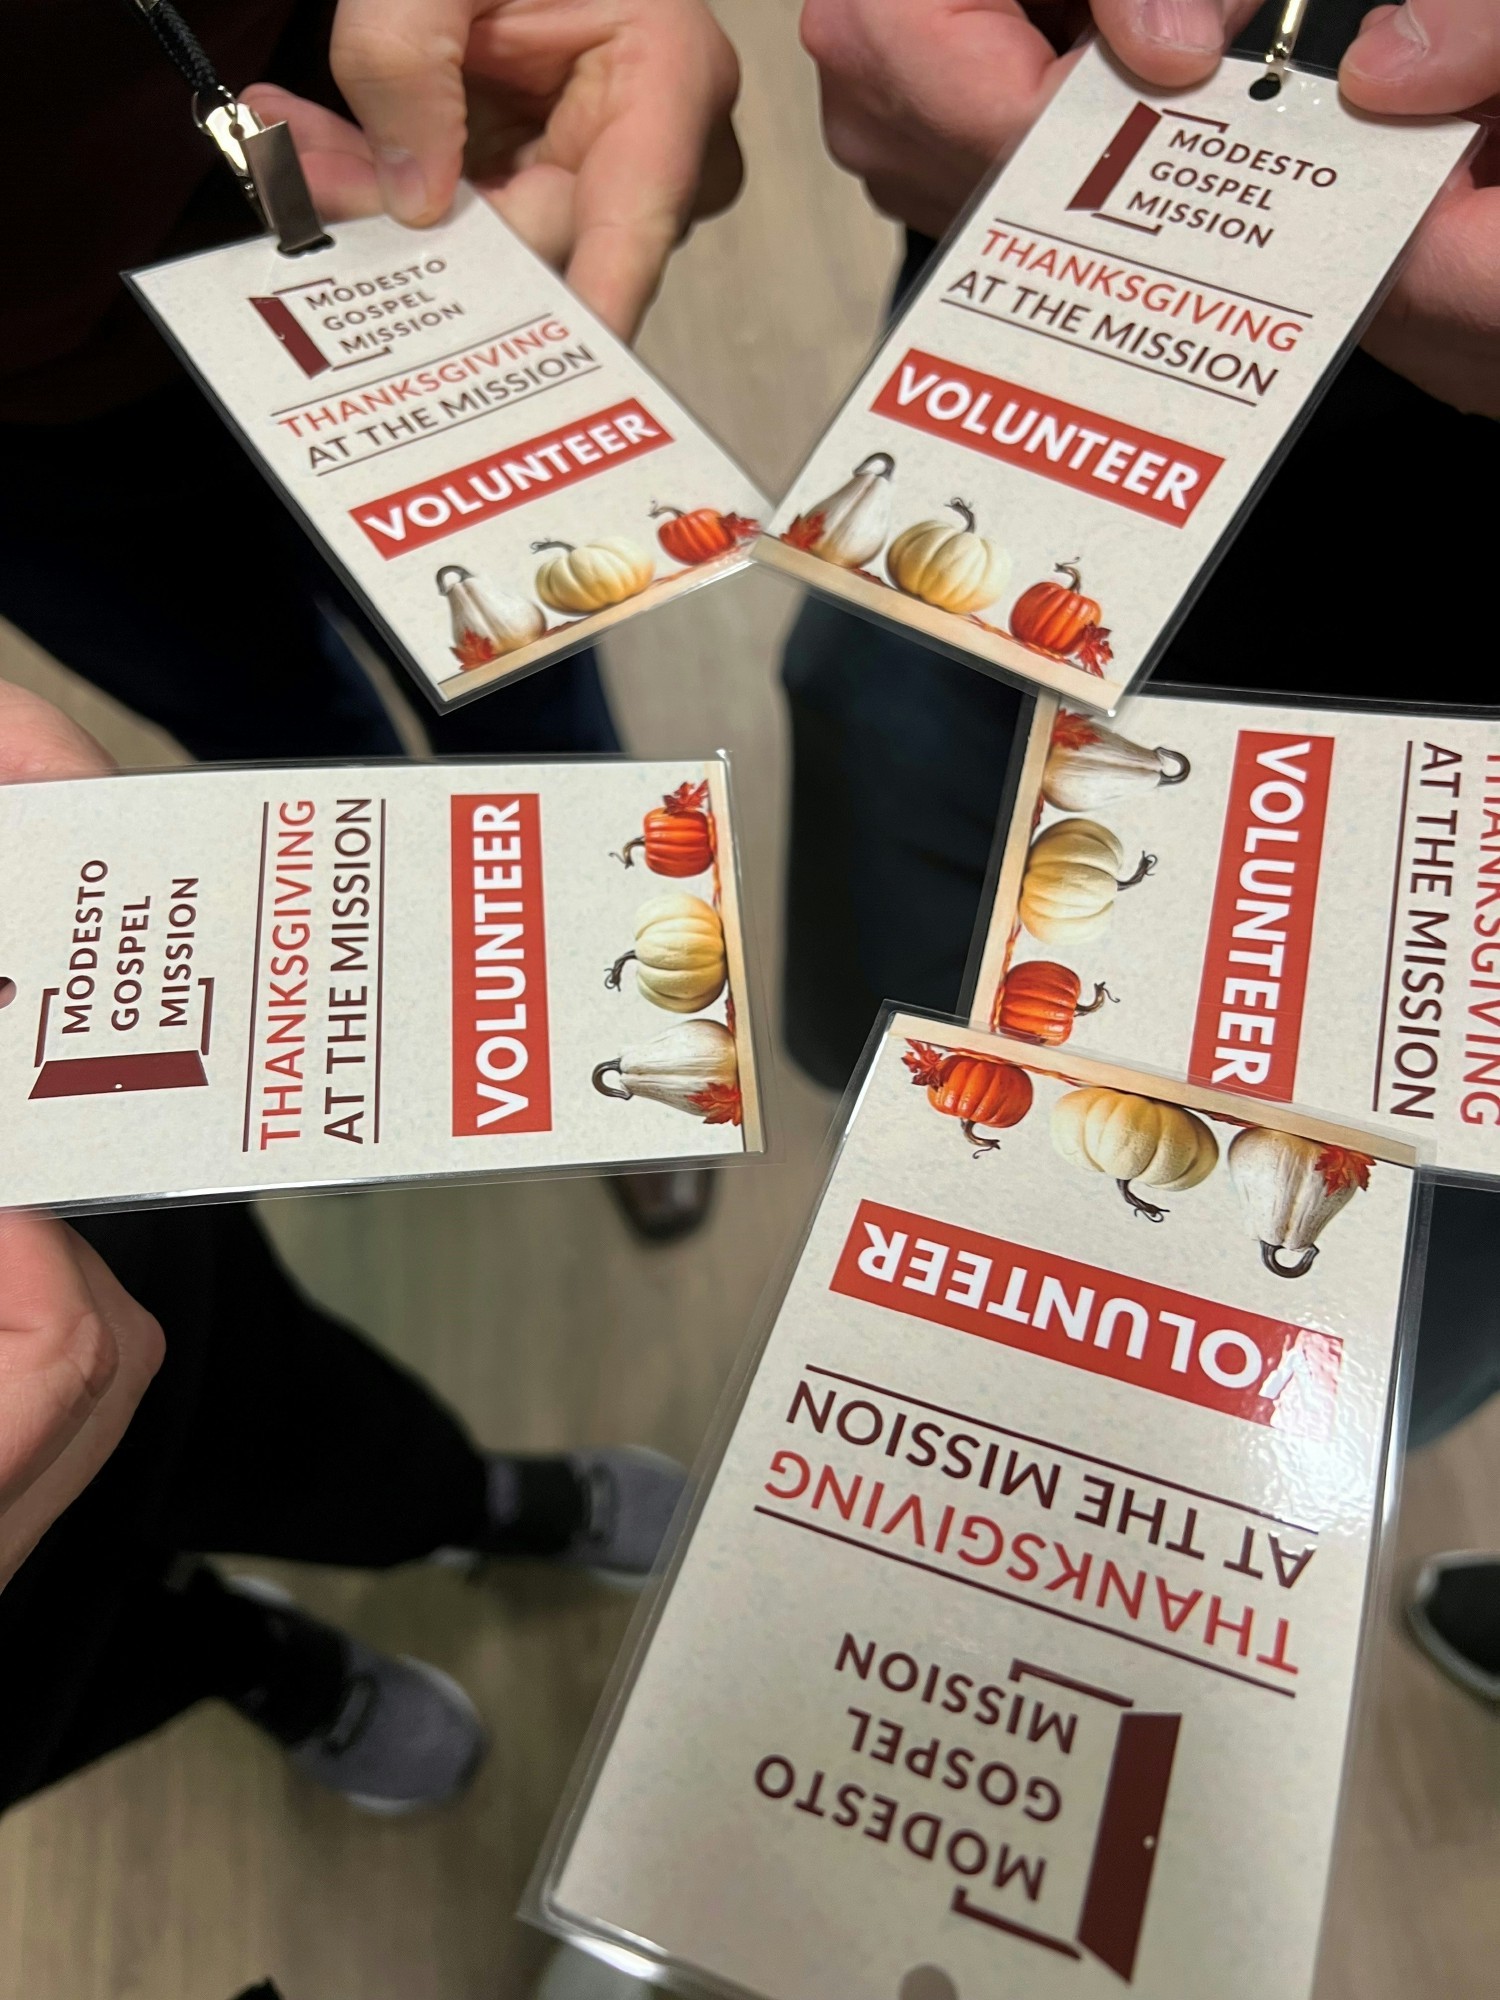 MODESTO
GOSPEL
MISSION
THANKSGIVING
AT THE MISSION
VOLUNTEER
MODESTO
GOSPEL
MISSION
THANKSGIVING
AT THE MISSION
VOLUNTEER
MODESTO
GOSPEL
MISSION
THANKSGIVING
AT THE MISSION
VOLUNTEER
THANKSGIVING
AT THE MISSION
VOLUNTEER
MODESTO
GOSPEL
MISSION
THANKSGIVING
AT THE MISSION
VOLUNTEER